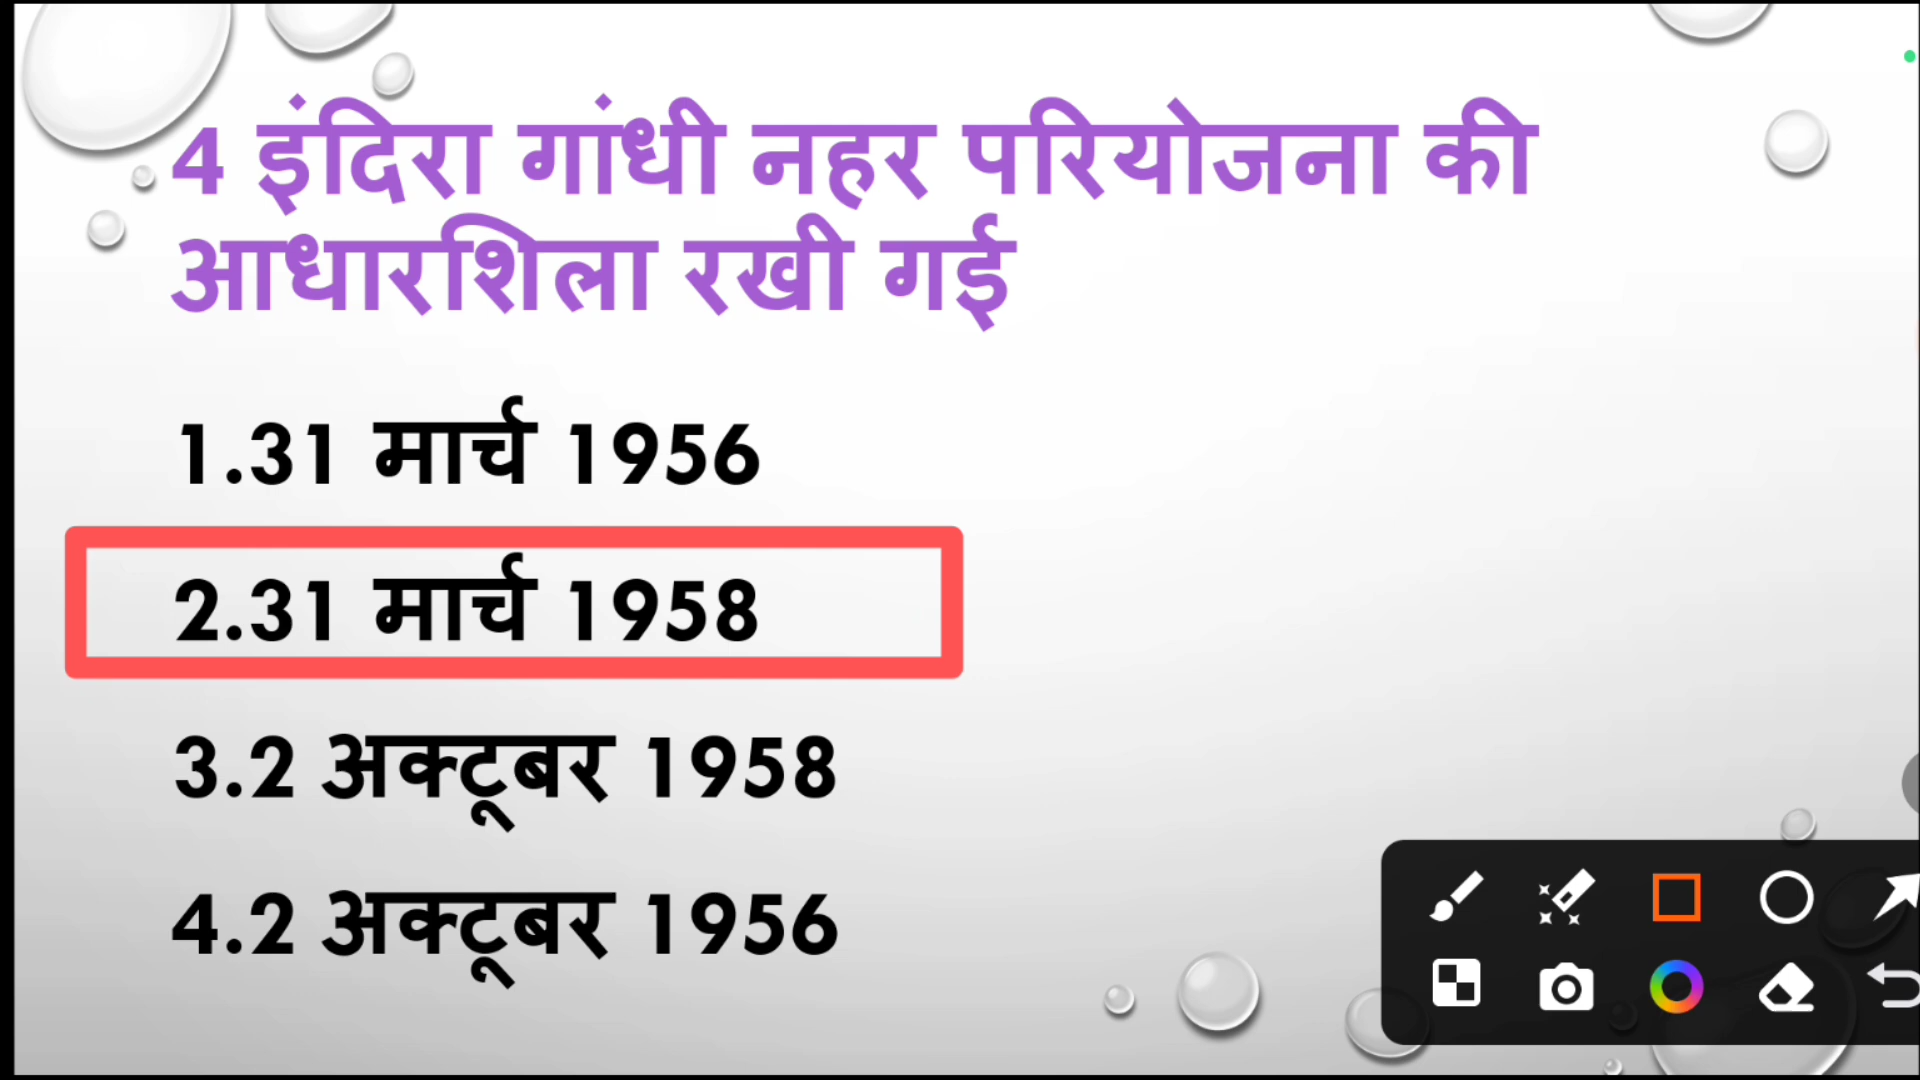 4 इंदिरा गांधी नहर परियोजना की
आधारशिला रखी गई
1.31 मार्च 1956
2.31 मार्च 1958
3.2 अक्टूबर 1958
4.2 अक्टूबर 1956